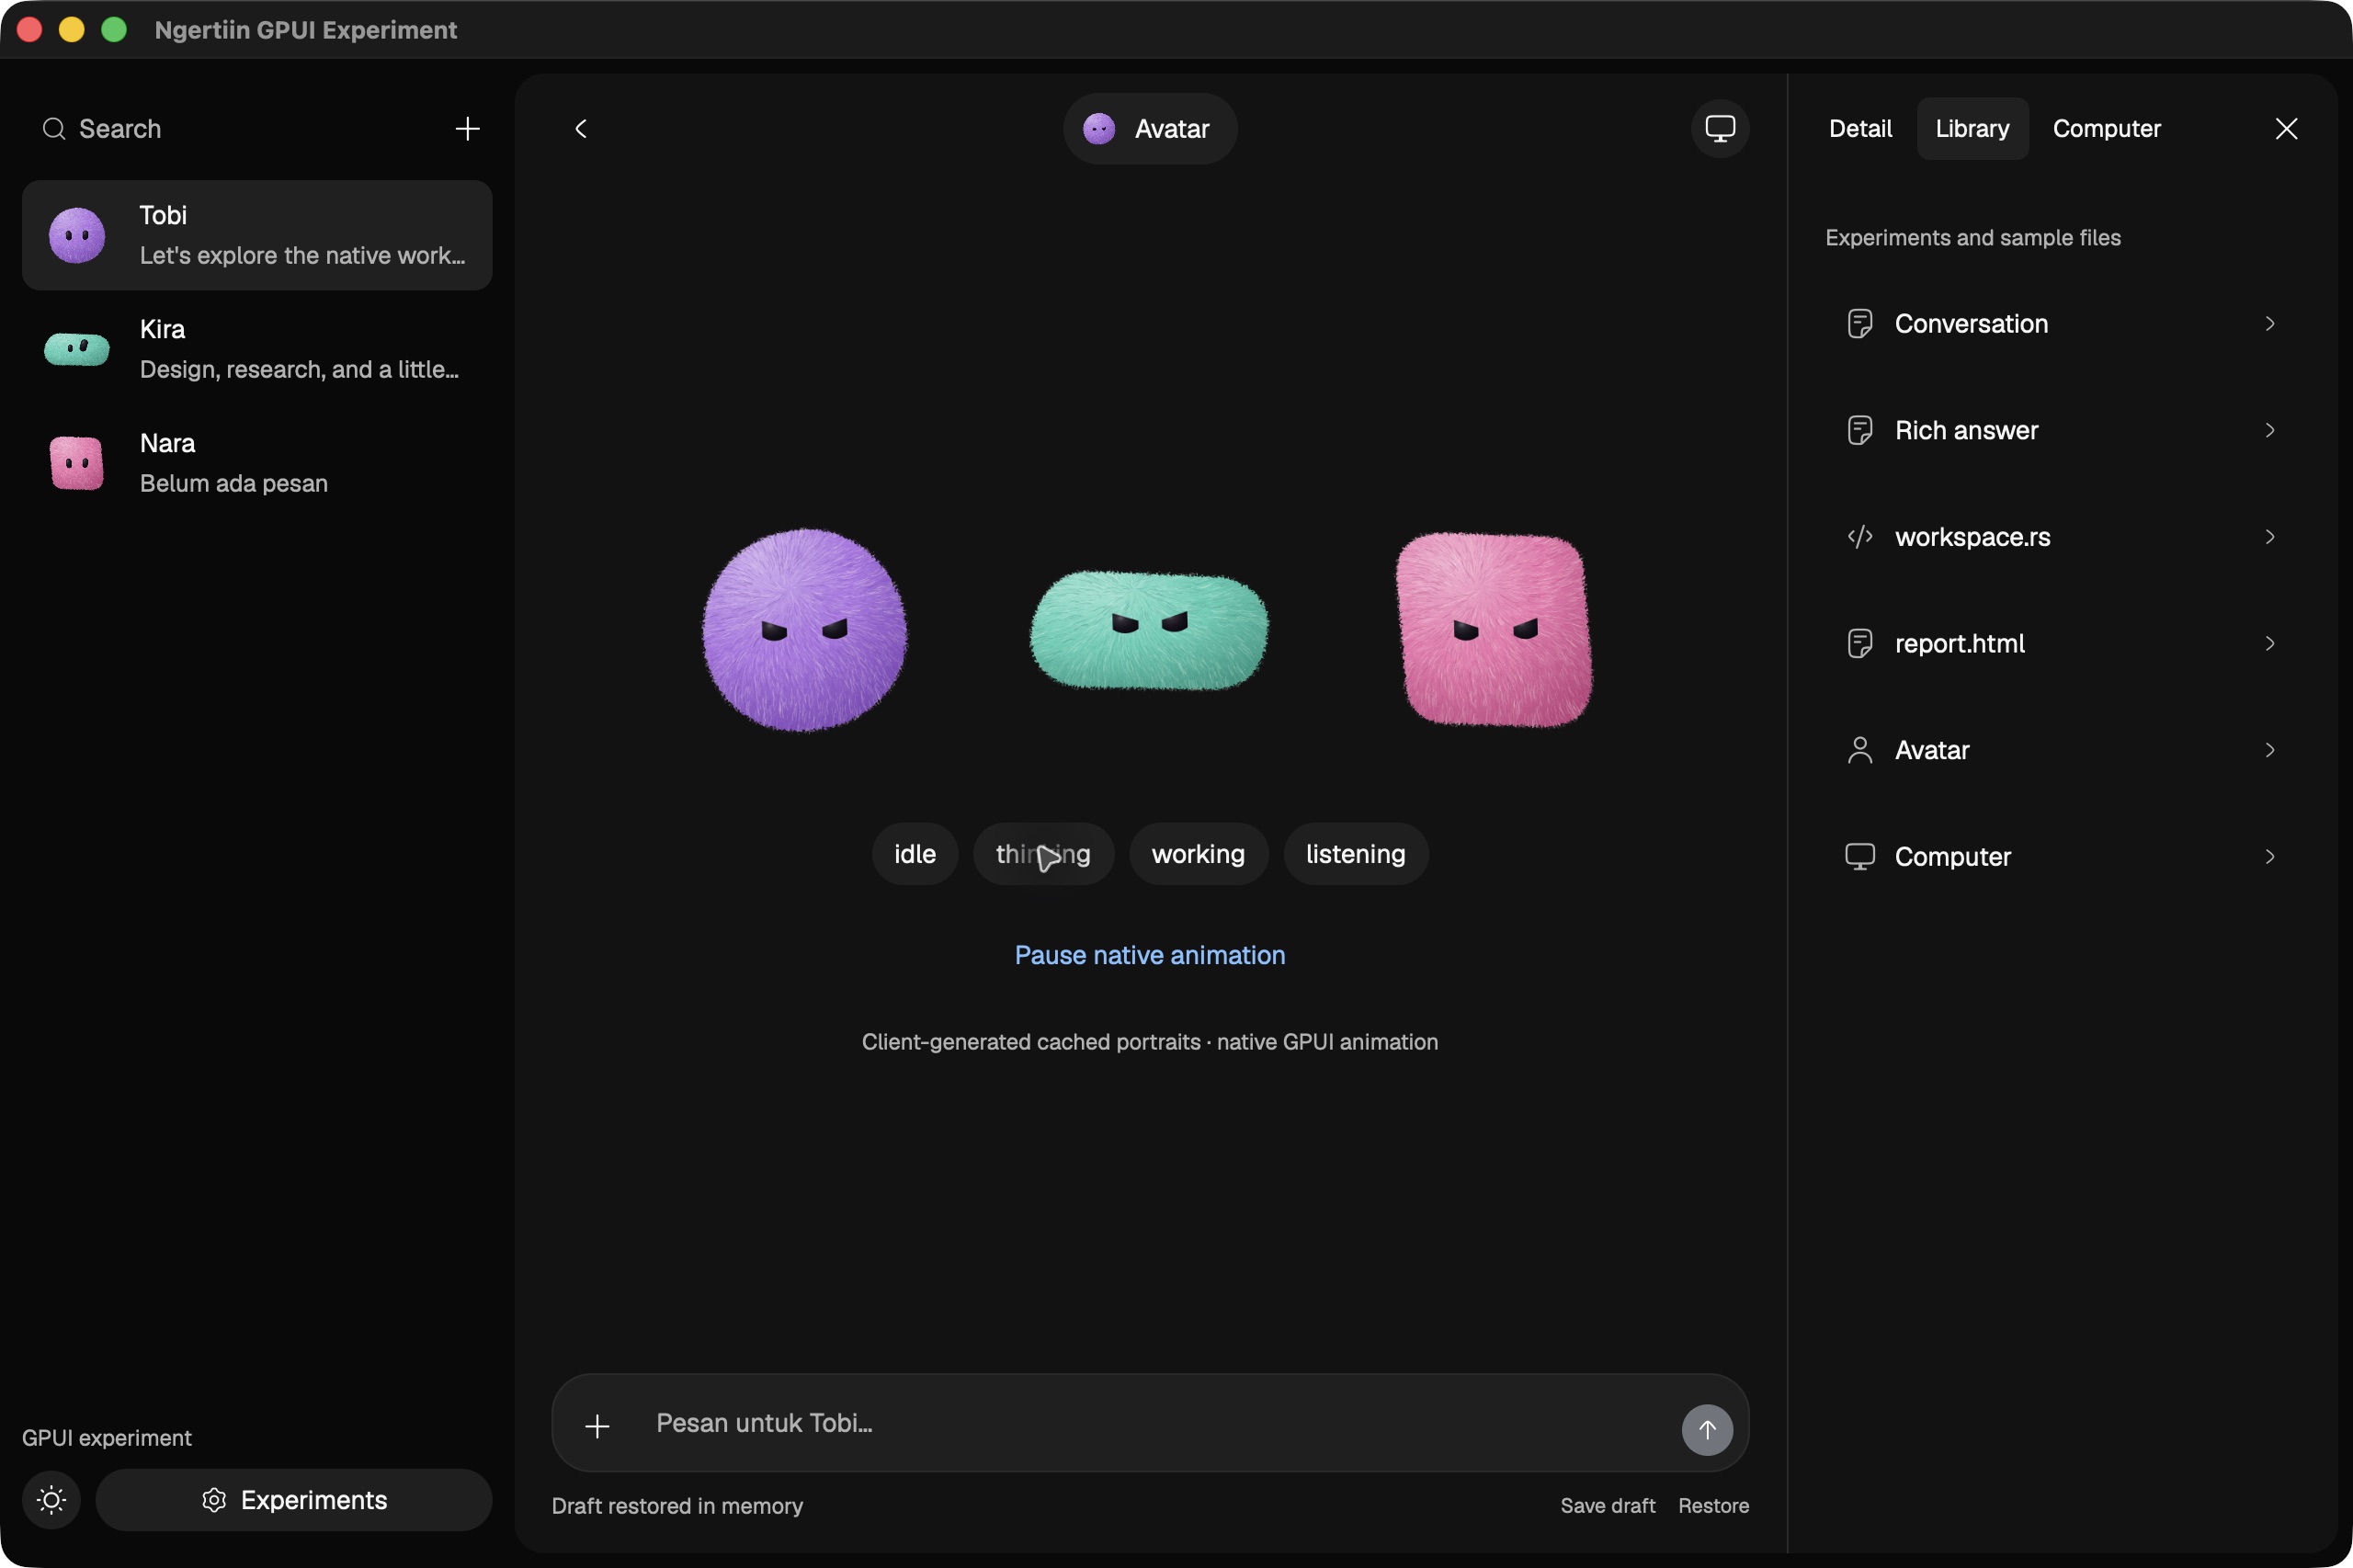 Ngertiin GPUI Experiment
Search
Tobi
Let's explore the native work...
Kira
Design, research, and a little...
Nara
Belum ada pesan
GPUI experiment
Experiments
Avatar
idle
thinking
working
listening
Pause native animation
Client-generated cached portraits · native GPUI animation
Pesan untuk Tobi...
Draft restored in memory
Save draft
Restore
Detail
Library
Computer
Experiments and sample files
Conversation
Rich answer
workspace.rs
report.html
Avatar
Computer